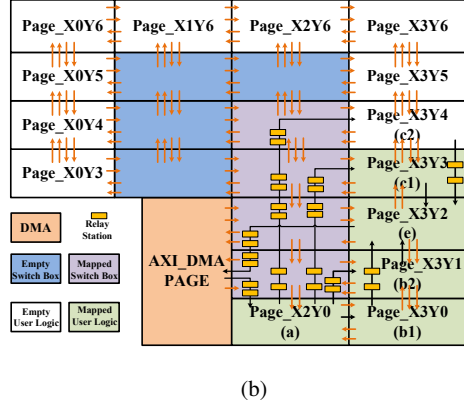 Page_X0Y6 Page_X1Y6 Page_X2Y6 Page_X3Y6
Page_X0Y5 Page_X3Y5
Page_X0Y4 Page_X3Y4
(c2)
Page_X0Y3 Page_X3Y3
(c1)
Page_X3Y2
(e)
DMA
Relay
Station
AXI_DMA
PAGE
Page_X3Y1
(b2)
Empty
Switch Box
Mapped
Switch Box
Page_X2Y0
(a)
Page_X3Y0
(b1)
Empty
User Logic
Mapped
User Logic
(b)